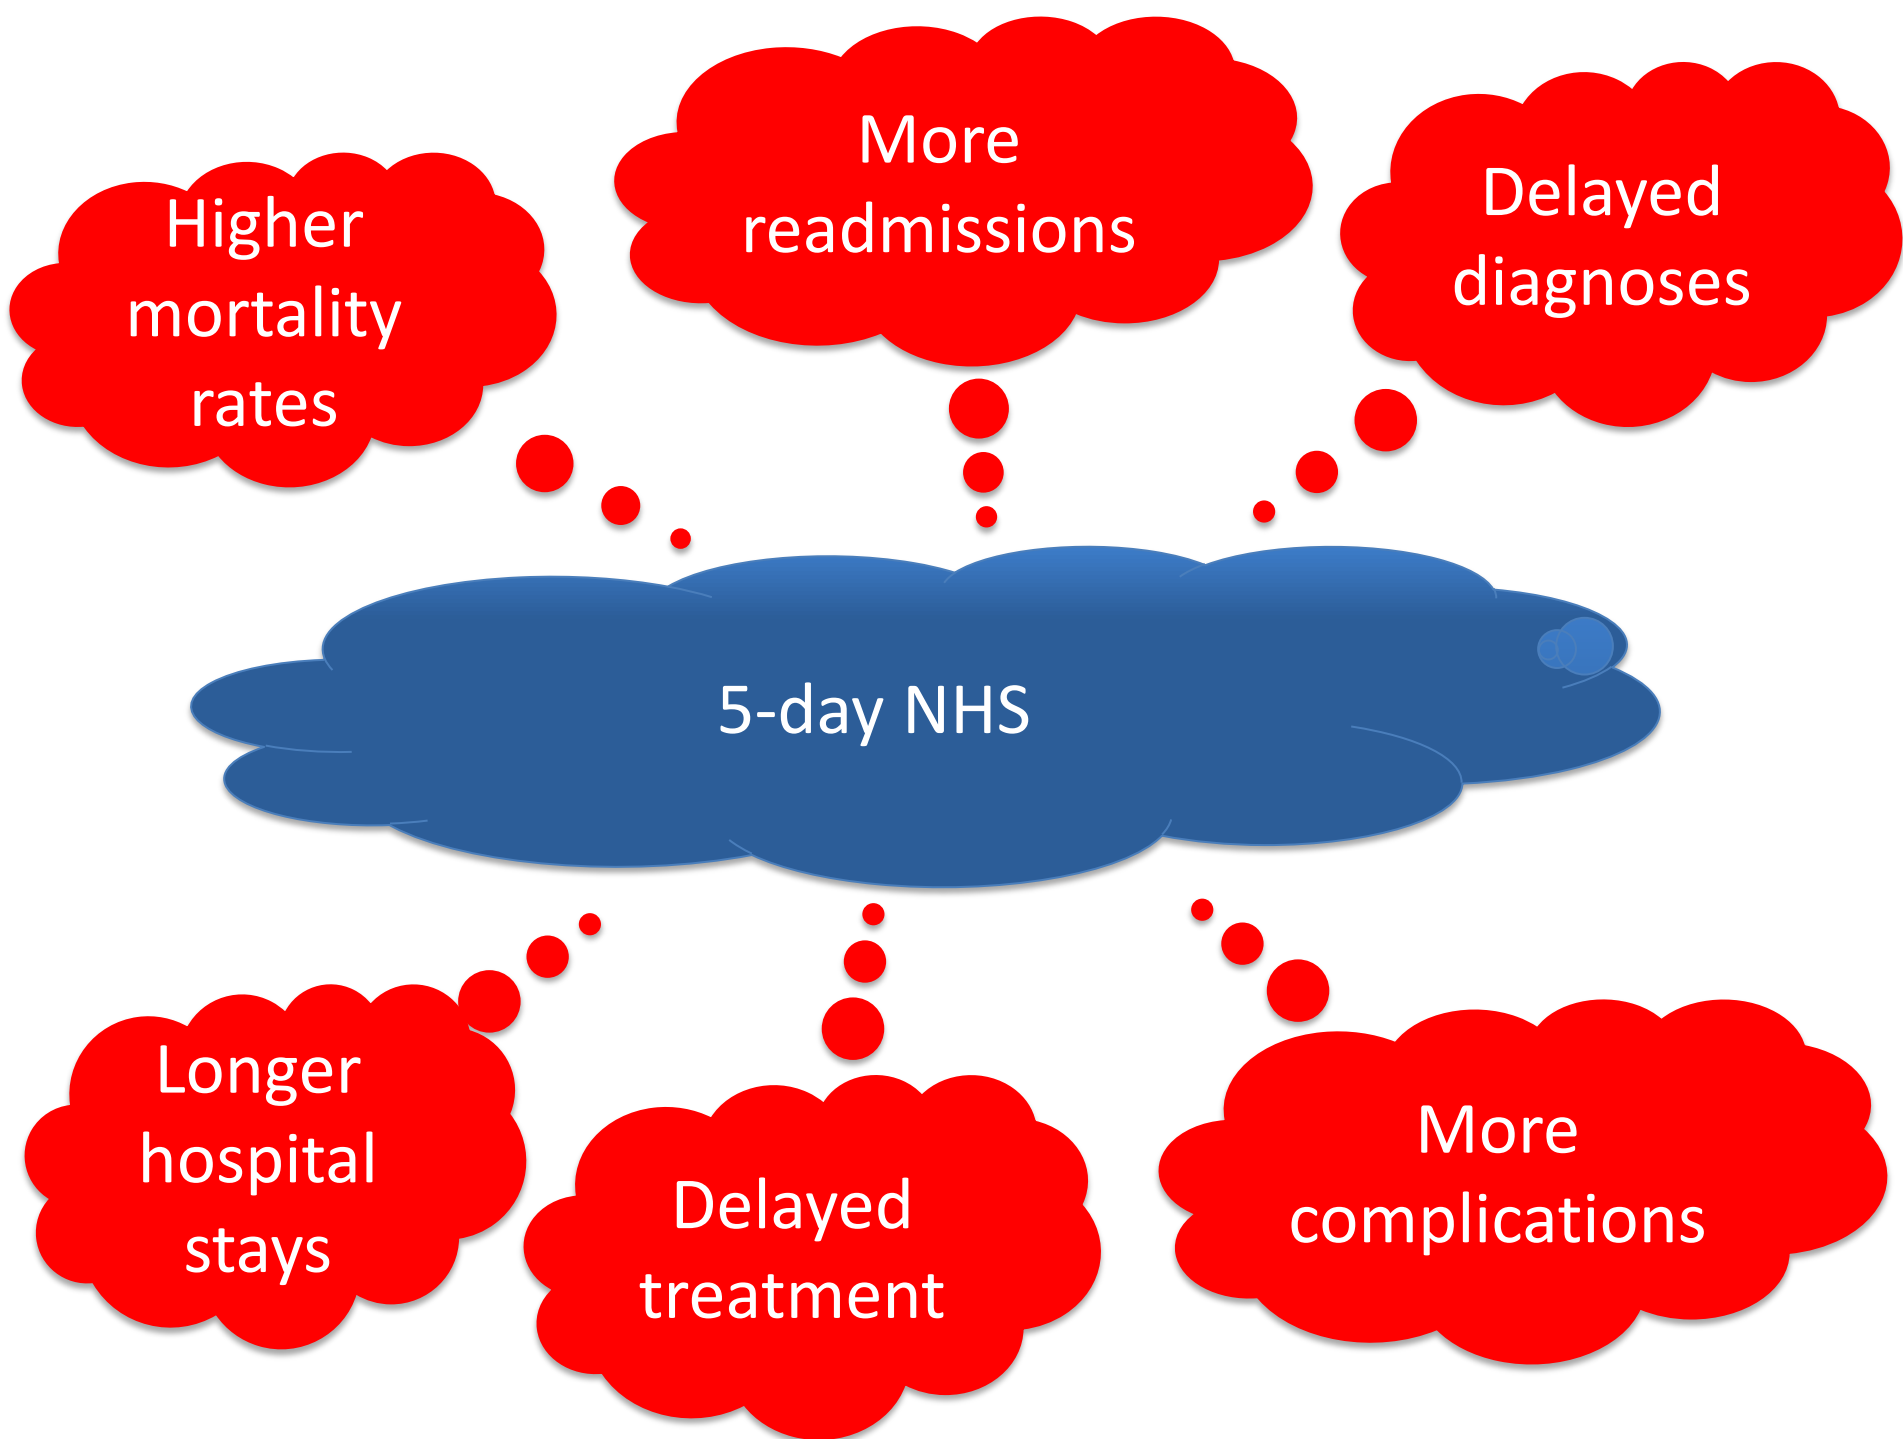 Higher
mortality
rates
More
readmissions
Delayed
diagnoses
5-day NHS
Longer
hospital
stays
Delayed
treatment
More
complications